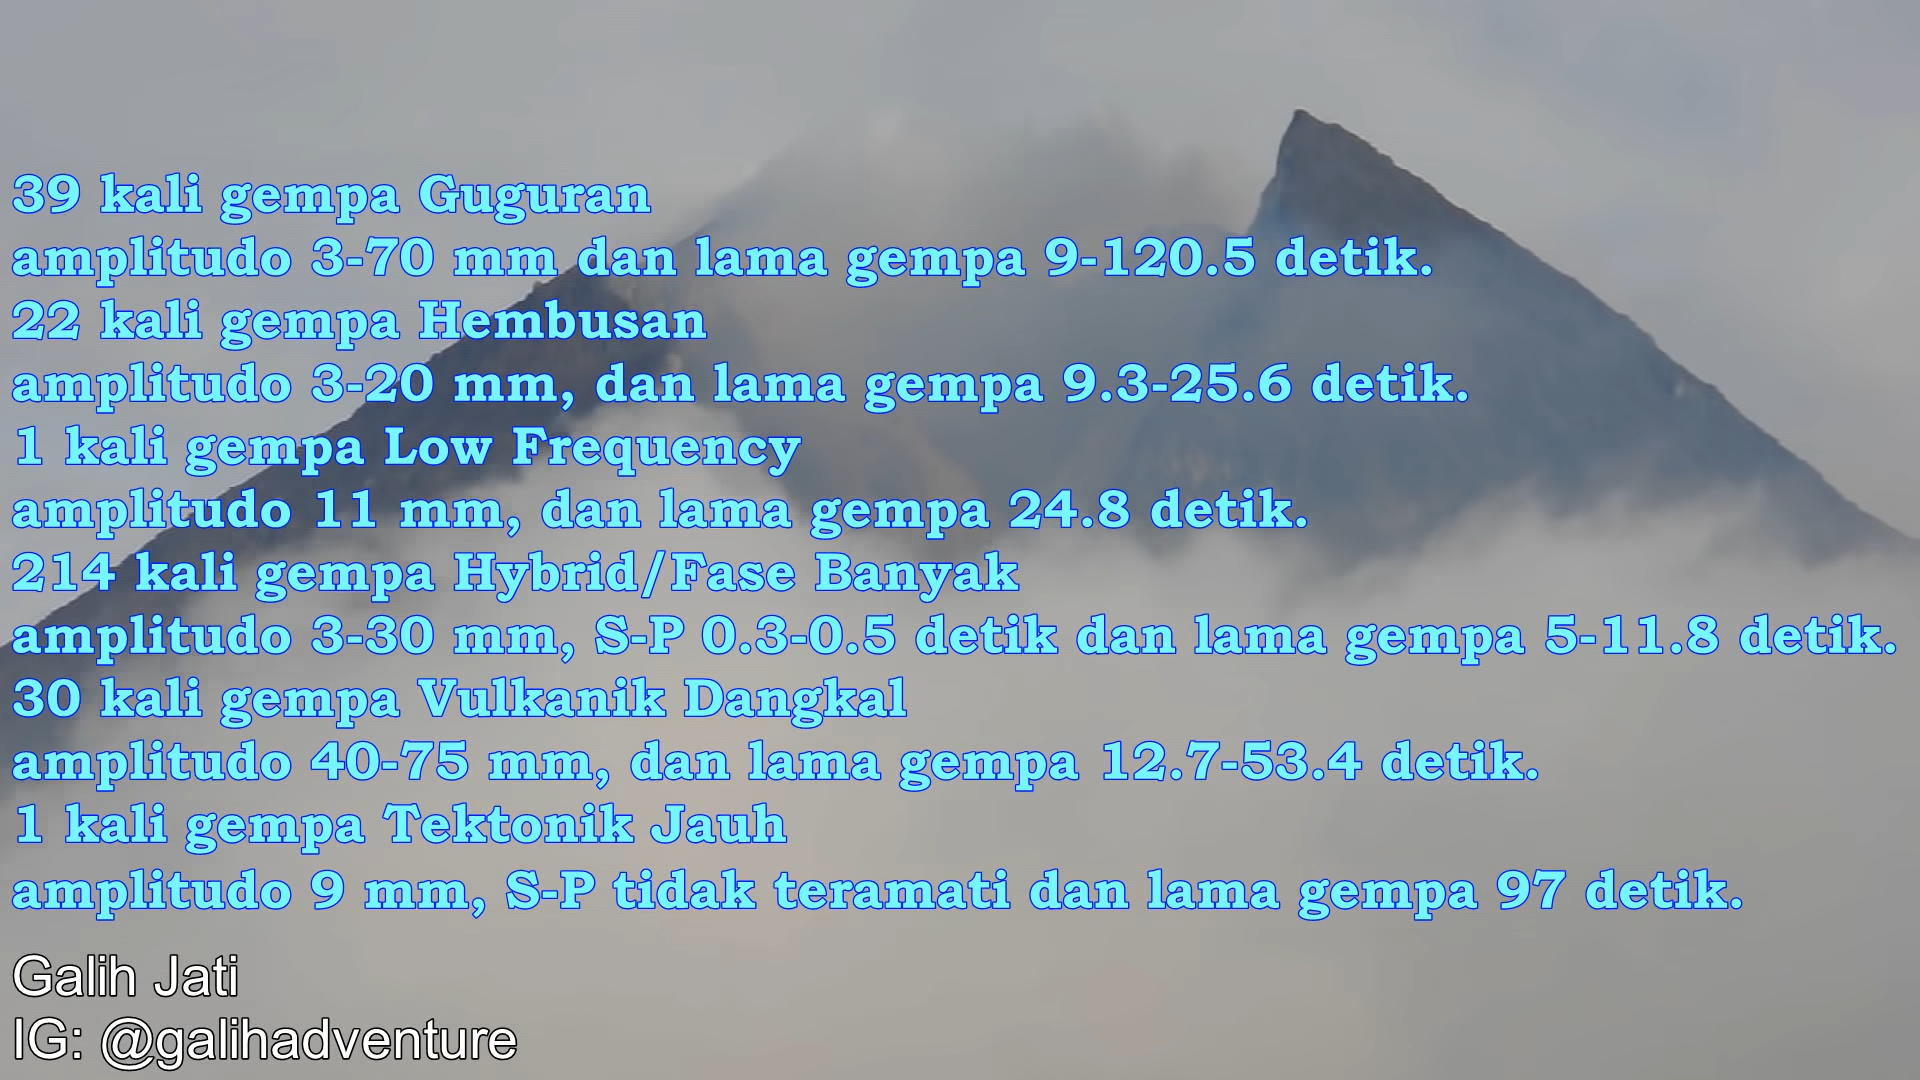 39 kali gempa Guguran
amplitudo 3-70 mm dan lama gempa 9-120.5 detik.
22 kali gempa Hembusan
amplitudo 3-20 mm, dan lama gempa 9.3-25.6 detik.
1 kali gempa Low Frequency
amplitudo 11 mm, dan lama gempa 24.8 detik.
214 kali gempa Hybrid/Fase Banyak
amplitudo 3-30 mm, S-P 0.3-0.5 detik dan lama gempa 5-11.8 detik.
30 kali gempa Vulkanik Dangkal
amplitudo 40-75 mm, dan lama gempa 12.7-53.4 detik.
1 kali gempa Tektonik Jauh
amplitudo 9 mm, S-P tidak teramati dan lama gempa 97 detik.
Galih Jati
IG: @galihadventure